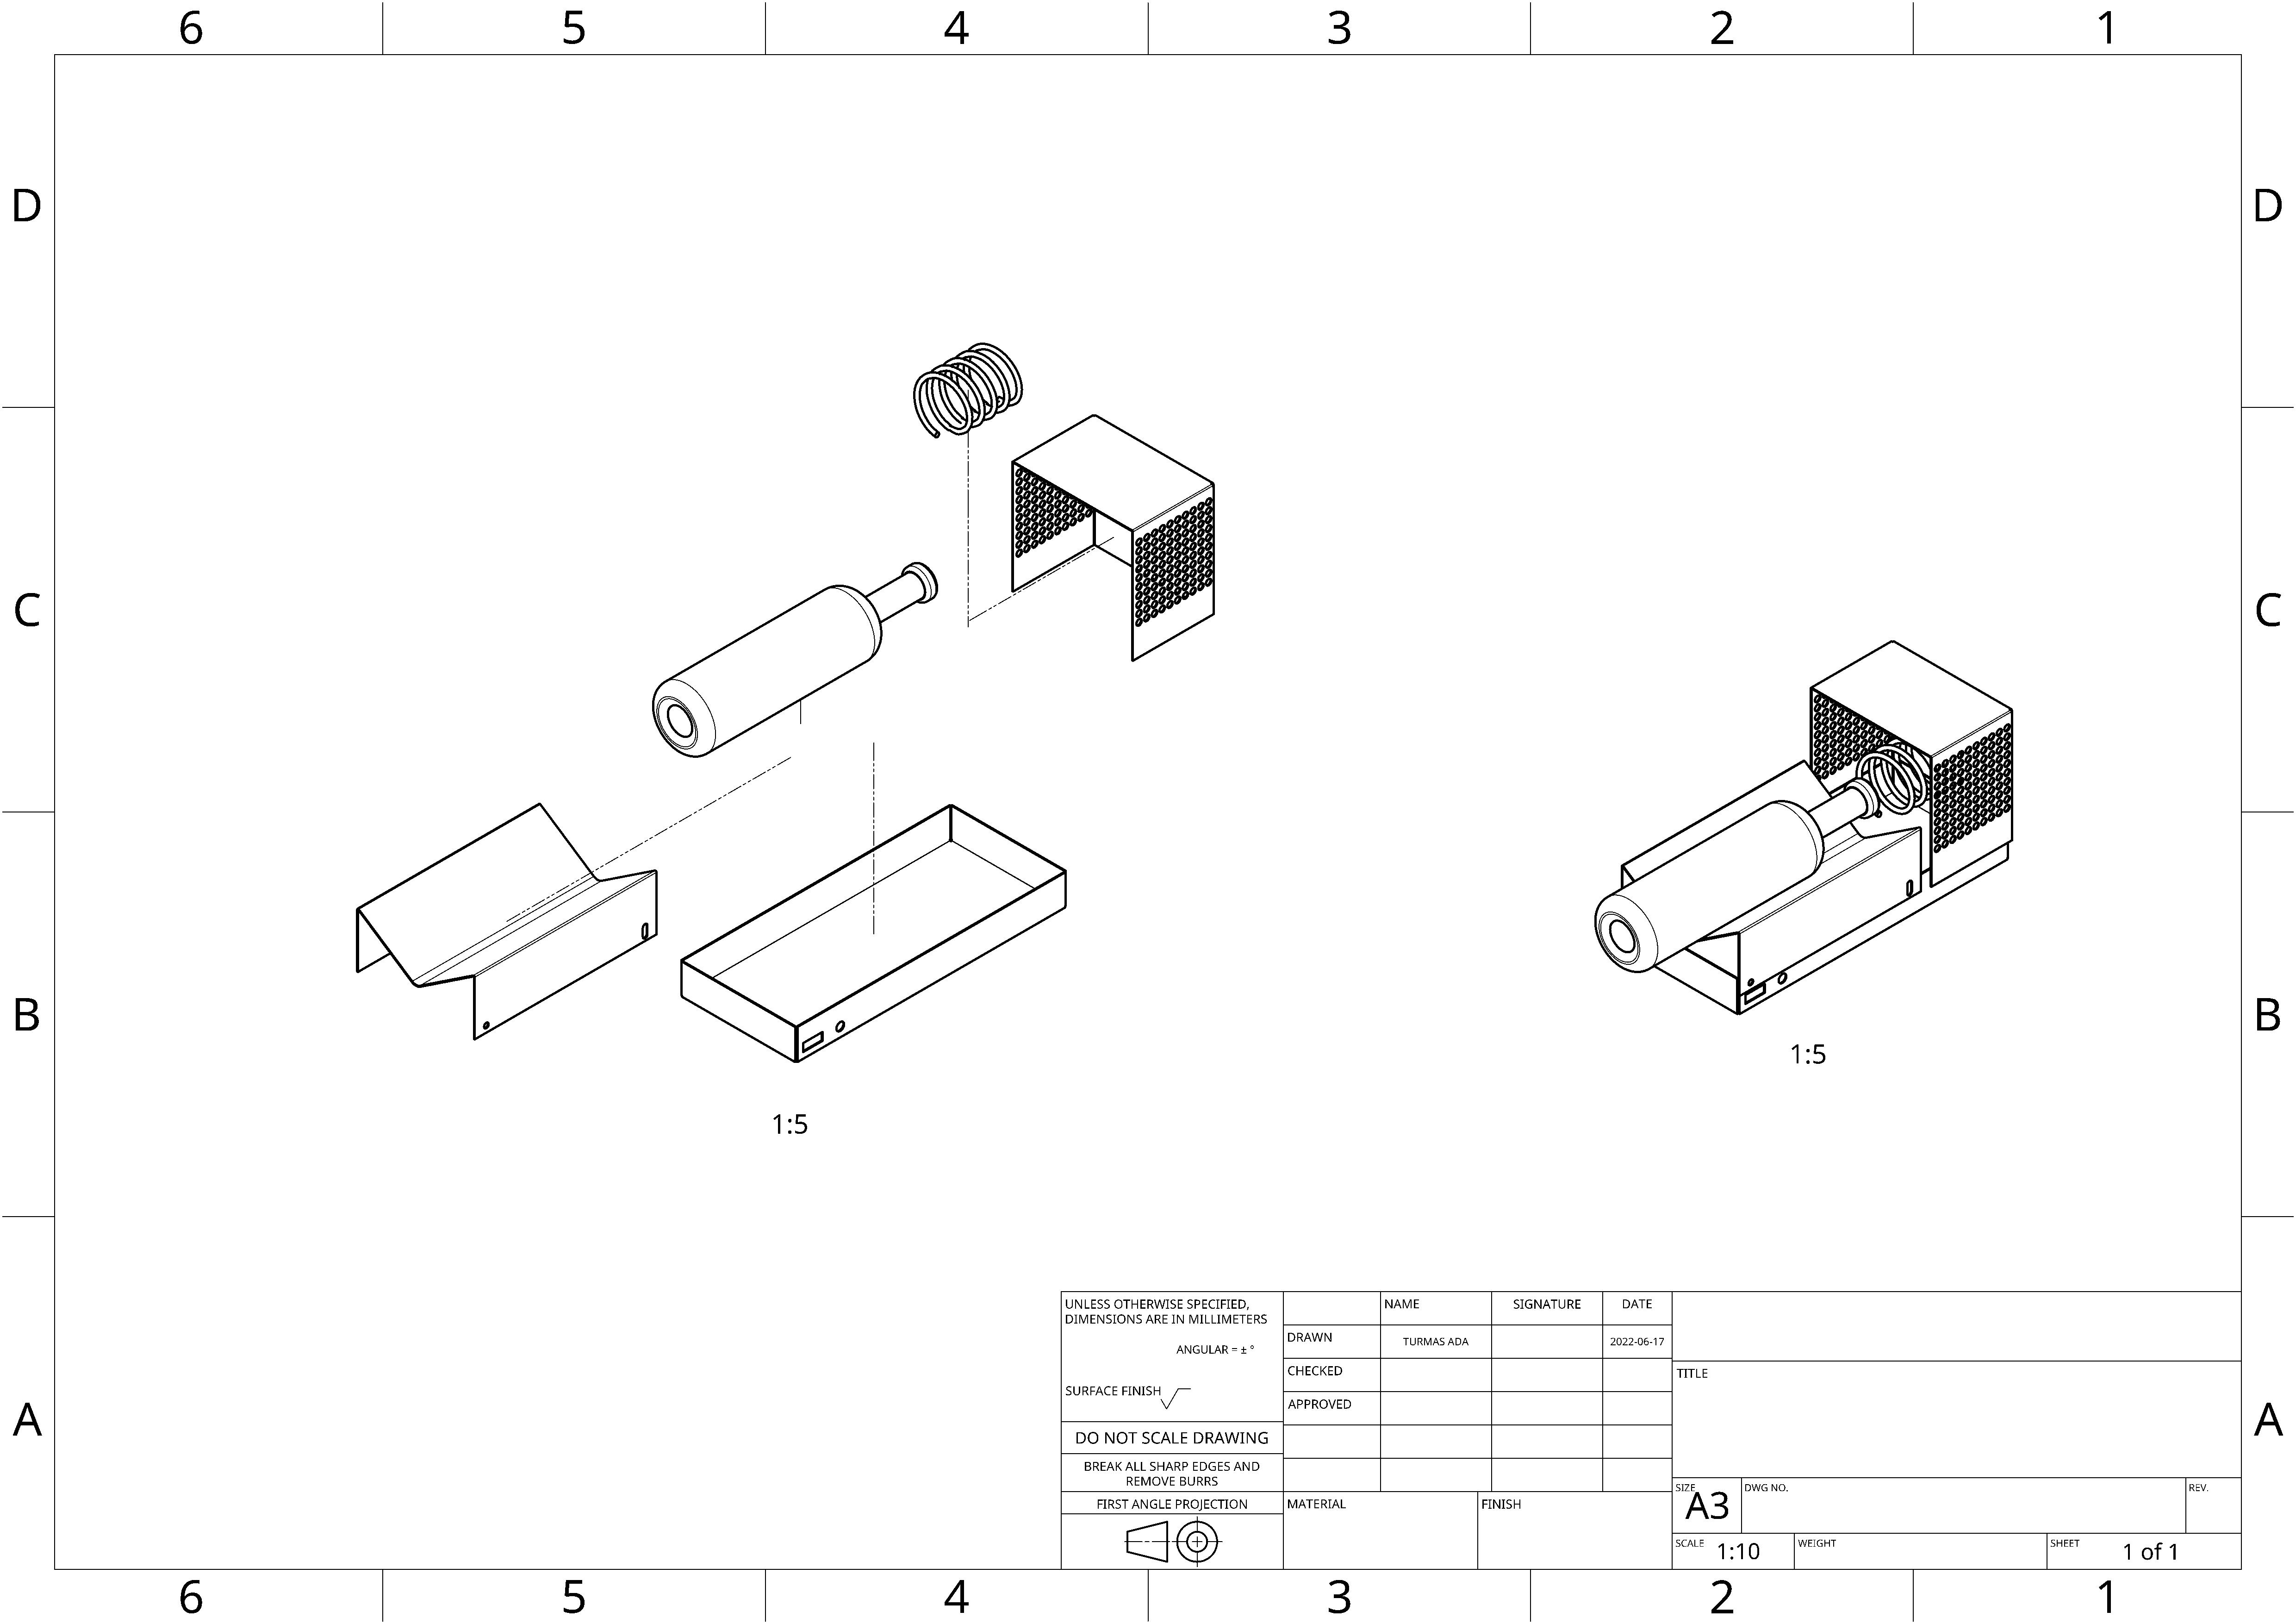 6 5 4 3 2 1
D D
C C
1:5
B B
1:5
UNLESS OTHERWISE SPECIFIED,
DIMENSIONS ARE IN MILLIMETERS
ANGULAR = ± °
SURFACE FINISH
DO NOT SCALE DRAWING
BREAK ALL SHARP EDGES AND
REMOVE BURRS
FIRST ANGLE PROJECTION
NAME SIGNATURE DATE
DRAWN TURMAS ADA 2022-06-17
CHECKED
APPROVED
MATERIAL FINISH
TITLE
SIZE A3 DWG NO. REV.
SCALE 1:10 WEIGHT SHEET 1 of 1
A A
6 5 4 3 2 1